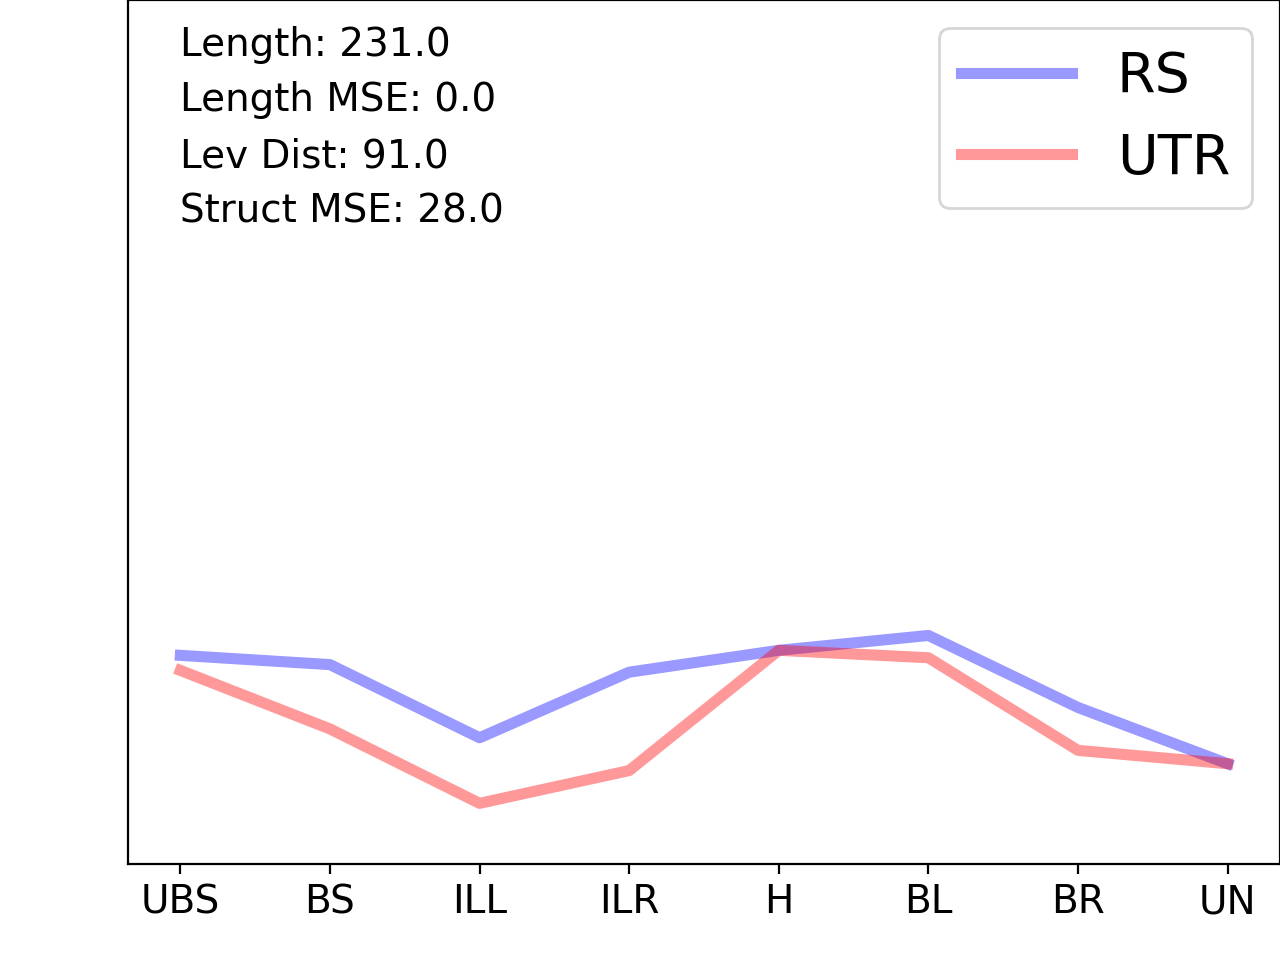 Length: 231.0
Length MSE: 0.0
Lev Dist: 91.0
Struct MSE: 28.0
RS
UTR
UBS BS ILL ILR H BL BR UN